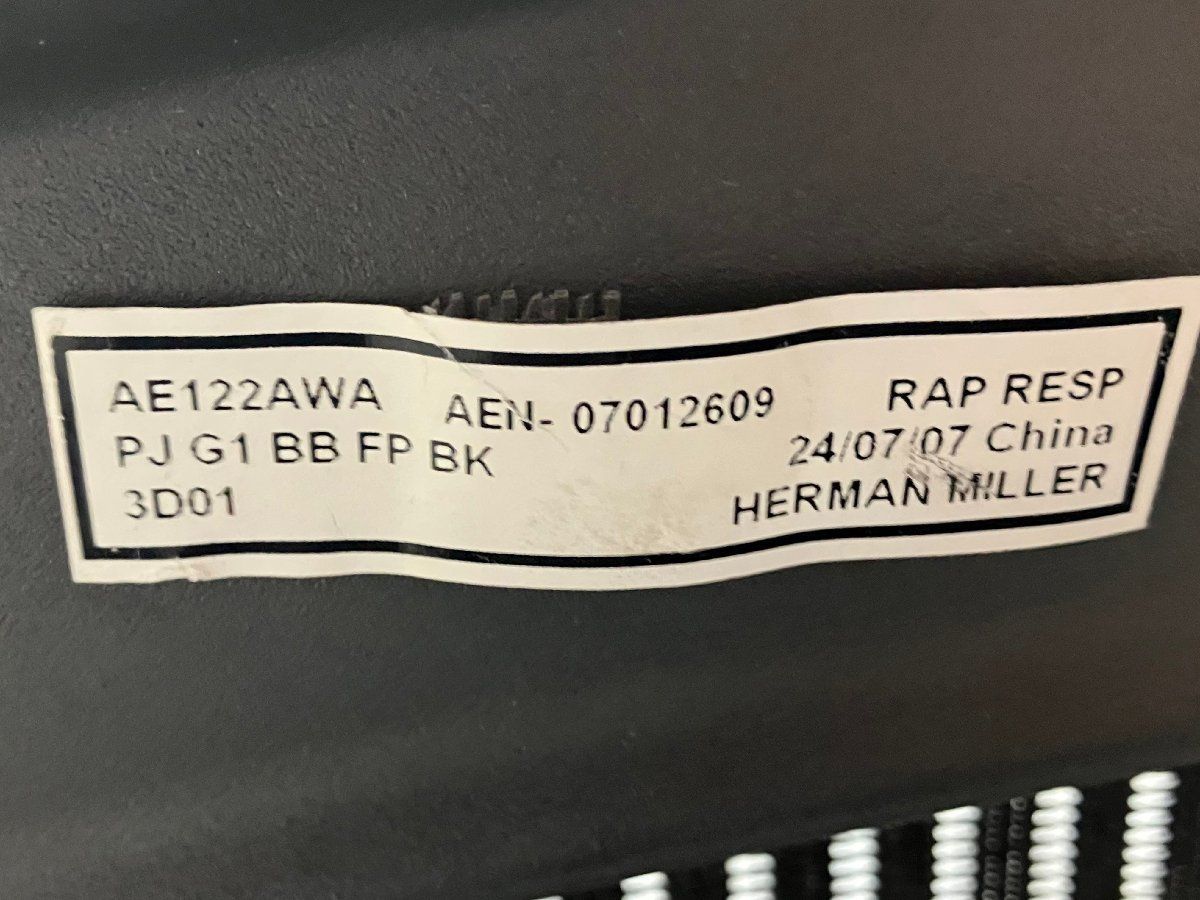 AE122AWA AEN- 07012609 RAP RESP
PJ G1 BB FP BK 24/07/07 China
3D01 HERMAN MILLER